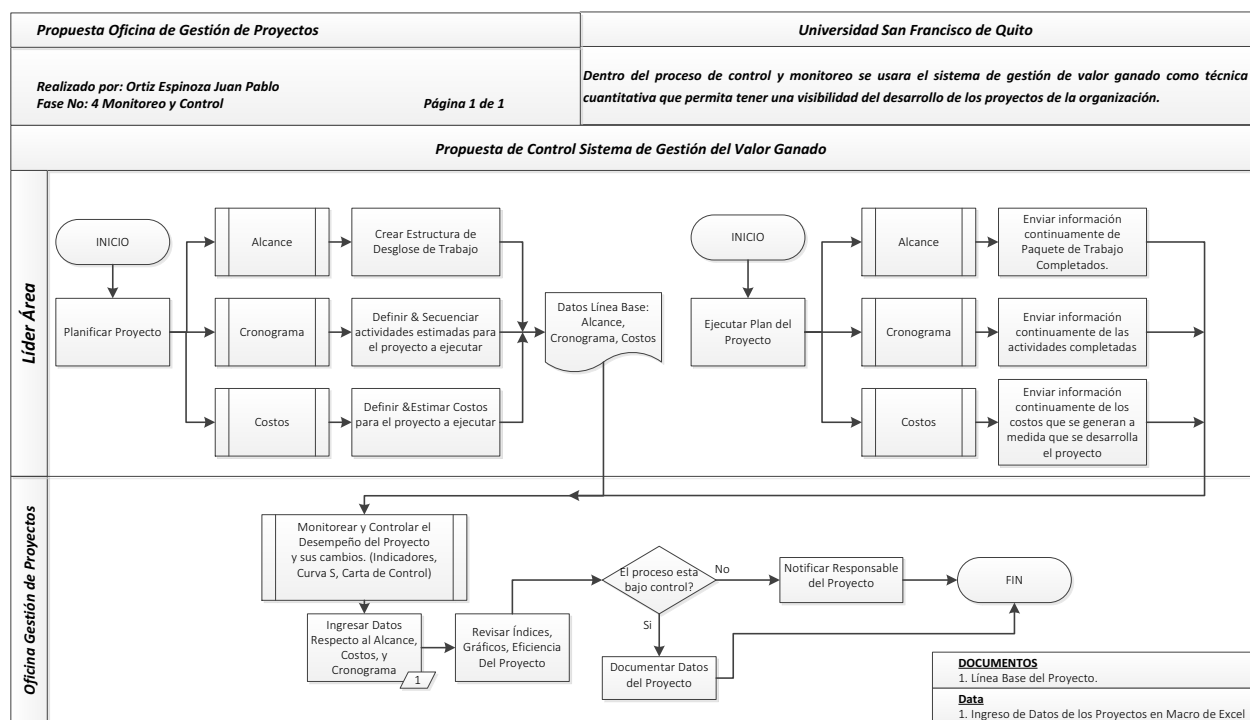 Propuesta Oficina de Gestión de Proyectos
Universidad San Francisco de Quito
Realizado por: Ortiz Espinoza Juan Pablo
Fase No: 4 Monitoreo y Control
Página 1 de 1
Dentro del proceso de control y monitoreo se usara el sistema de gestión de valor ganado como técnica
cuantitativa que permita tener una visibilidad del desarrollo de los proyectos de la organización.
Propuesta de Control Sistema de Gestión del Valor Ganado
Líder Área
INICIO
Planificar Proyecto
Alcance
Crear Estructura de
Desglose de Trabajo
Cronograma
Definir & Secuenciar
actividades estimadas para
el proyecto a ejecutar
Costos
Definir &Estimar Costos
para el proyecto a ejecutar
Datos Línea Base:
Alcance,
Cronograma, Costos
INICIO
Ejecutar Plan del
Proyecto
Alcance
Enviar información
continuamente de
Paquete de Trabajo
Completados.
Cronograma
Enviar información
continuamente de las
actividades completadas
Costos
Enviar información
continuamente de los
costos que se generan a
medida que se desarrolla
el proyecto
Oficina Gestión de Proyectos
Monitorear y Controlar el
Desempeño del Proyecto
y sus cambios. (Indicadores,
Curva S, Carta de Control)
Ingresar Datos
Respecto al Alcance,
Costos, y
Cronograma
1
Revisar Índices,
Gráficos, Eficiencia
Del Proyecto
El proceso esta
bajo control?
No
Si
Notificar Responsable
del Proyecto
FIN
Documentar Datos
del Proyecto
DOCUMENTOS
1. Línea Base del Proyecto.
Data
1. Ingreso de Datos de los Proyectos en Macro de Excel